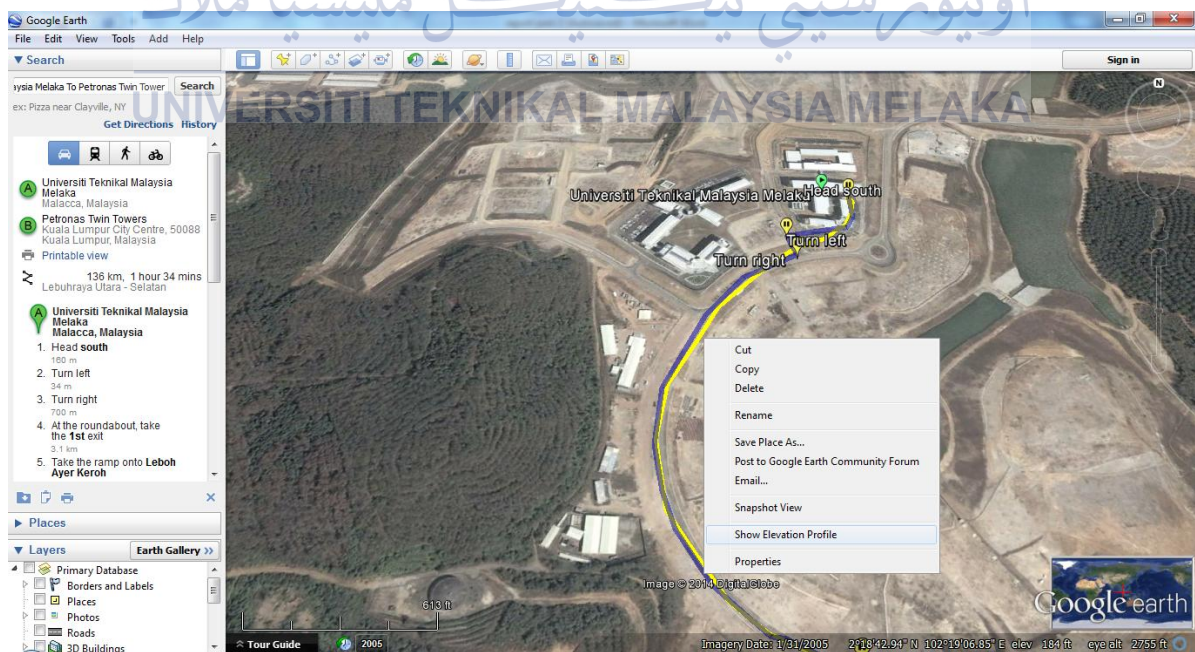 اونيورسيتي تيكنيكل مليسيا ملاك
Google Earth
File Edit View Tools Add Help
Search
Sign in
aysia Melaka To Petronas Twin Tower
Search
ex: Pizza near Clayville, NY
UNIVERSITI TEKNIKAL MALAYSIA MELAKA
Get Directions History
A
Universiti Teknikal Malaysia
Melaka
Malacca, Malaysia
B
Petronas Twin Towers
Kuala Lumpur City Centre, 50088
Kuala Lumpur, Malaysia
Printable view
136 km, 1 hour 34 mins
Lebuhraya Utara - Selatan
A
Universiti Teknikal Malaysia
Melaka
Malacca, Malaysia
1. Head south
160 m
2. Turn left
34 m
3. Turn right
700 m
4. At the roundabout, take
the 1st exit
3.1 km
5. Take the ramp onto Leboh
Ayer Keroh
Places
Layers
Earth Gallery >>
Primary Database
Borders and Labels
Places
Photos
Roads
3D Buildings
N
Universiti Teknikal Malaysia Melaka
Head south
Turn left
Turn right
Cut
Copy
Delete
Rename
Save Place As...
Post to Google Earth Community Forum
Email...
Snapshot View
Show Elevation Profile
Properties
Image © 2014 DigitalGlobe
613 ft
Google earth
Tour Guide
2005
Imagery Date: 1/31/2005 2°18'42.94" N 102°19'06.85" E elev 184 ft eye alt 2755 ft